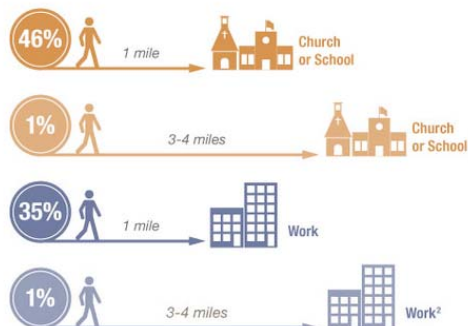 46%
1 mile
Church
or School
1%
3-4 miles
Church
or School
35%
1 mile
Work
1%
3-4 miles
Work²